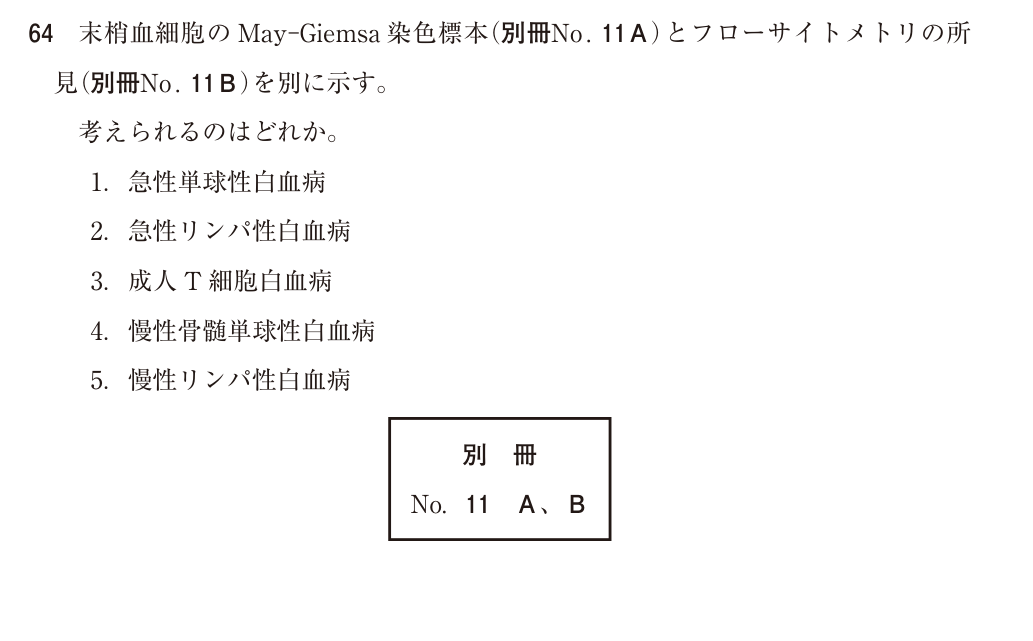 64 末梢血細胞の May-Giemsa 染色標本(別冊No. 11 A)とフローサイトメトリの所
見(別冊No. 11 B)を別に示す。
考えられるのはどれか。
1. 急性単球性白血病
2. 急性リンパ性白血病
3. 成人 T 細胞白血病
4. 慢性骨髄単球性白血病
5. 慢性リンパ性白血病
別 冊
No. 11 A、B